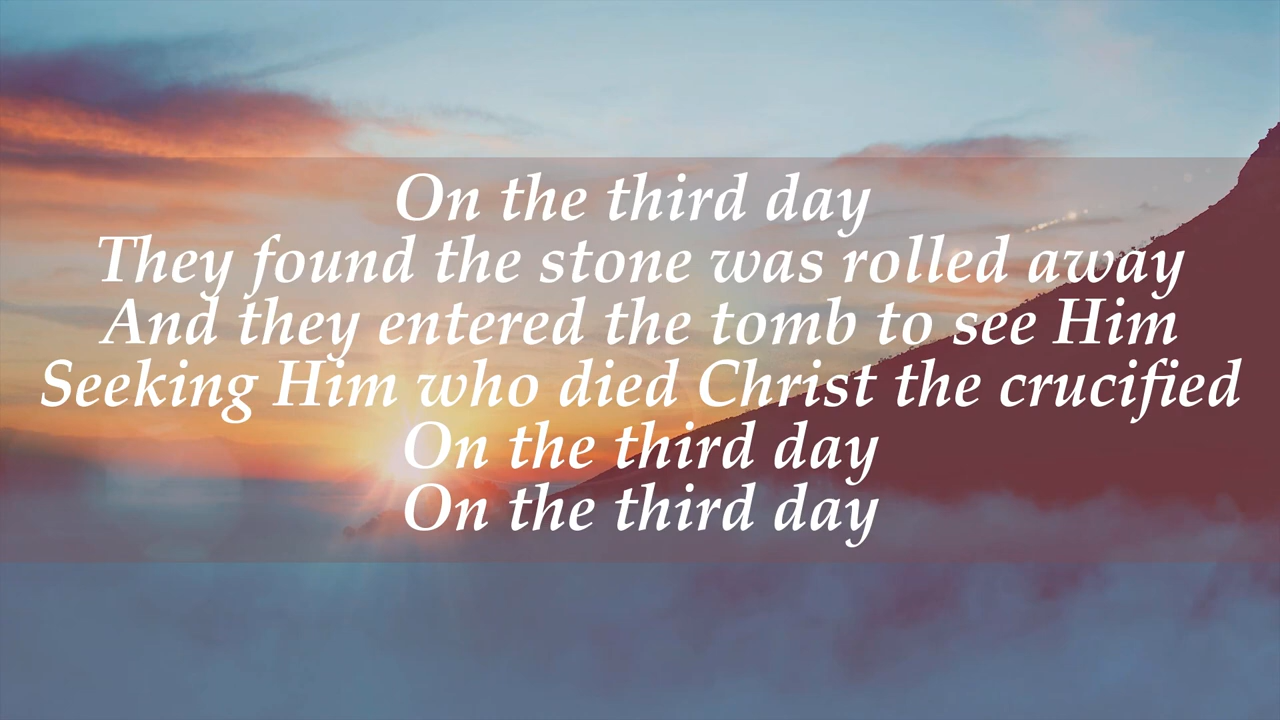 On the third day
They found the stone was rolled away
And they entered the tomb to see Him
Seeking Him who died Christ the crucified
On the third day
On the third day